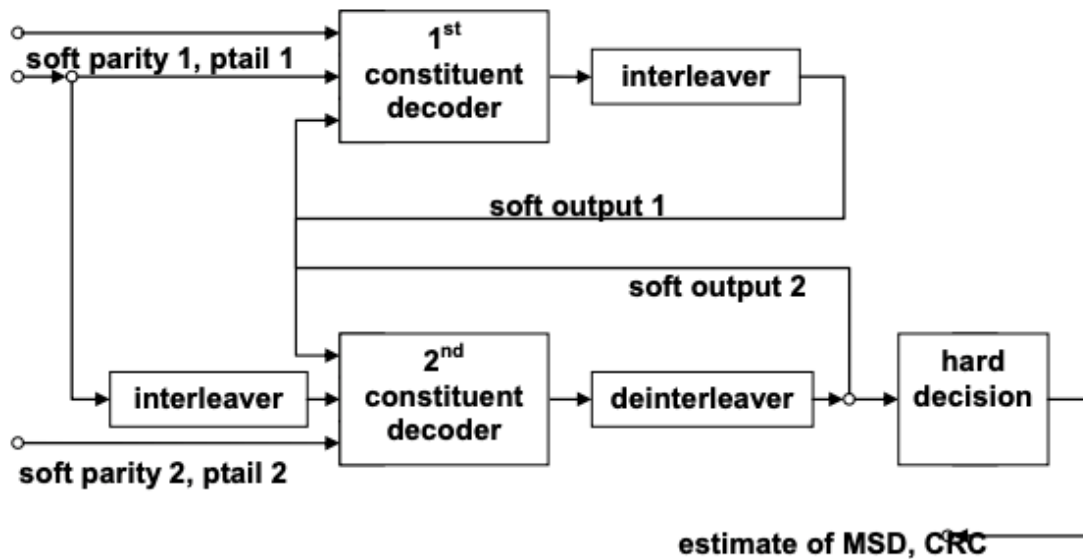 soft parity 1, ptail 1
1st
constituent
decoder
interleaver
soft output 1
soft output 2
interleaver
2nd
constituent
decoder
deinterleaver
hard
decision
soft parity 2, ptail 2
estimate of MSD, CRC